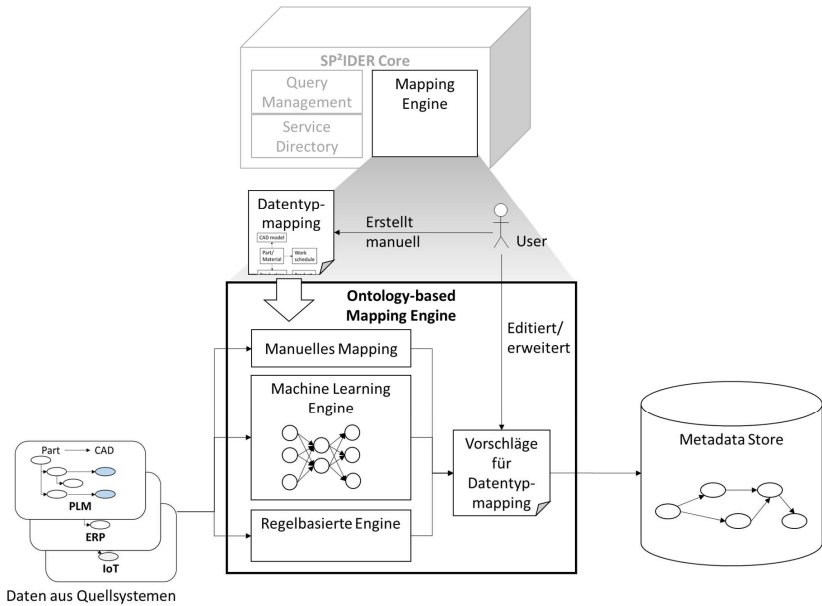 SP²IDER Core
Query
Management
Service
Directory
Mapping
Engine
Datentyp-
mapping
CAD model
Part/
Material
Work
schedule
Erstellt
manuell
User
Ontology-based
Mapping Engine
Editiert/
erweitert
Manuelles Mapping
Machine Learning
Engine
Regelbasierte Engine
Vorschläge
für
Datentyp-
mapping
Metadata Store
Part
CAD
PLM
ERP
IoT
Daten aus Quellsystemen